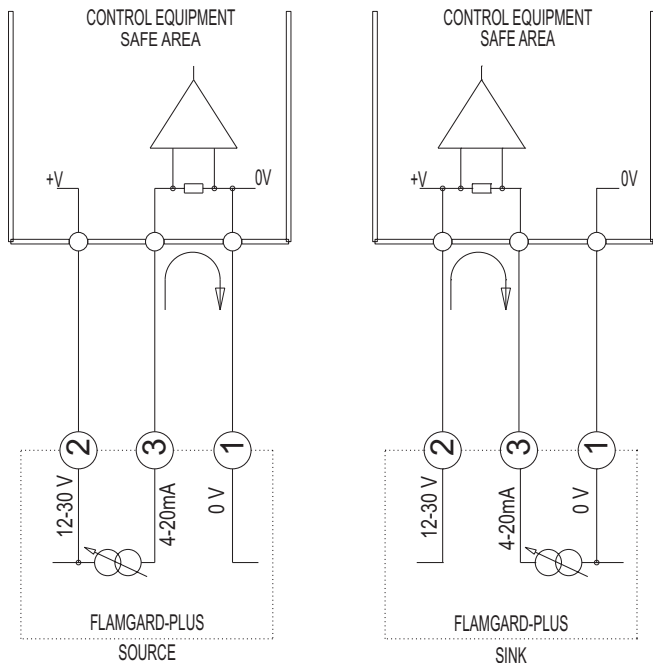 CONTROL EQUIPMENT
SAFE AREA
+V
0V
2
3
1
12-30 V
4-20mA
0 V
FLAMGARD-PLUS
SOURCE
CONTROL EQUIPMENT
SAFE AREA
+V
0V
2
3
1
12-30 V
4-20mA
0 V
FLAMGARD-PLUS
SINK